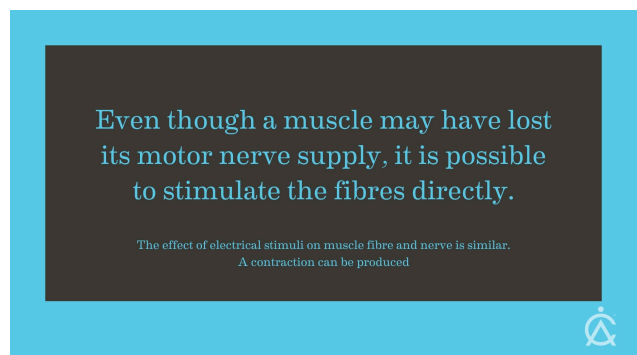 Even though a muscle may have lost
its motor nerve supply, it is possible
to stimulate the fibres directly.
The effect of electrical stimuli on muscle fibre and nerve is similar.
A contraction can be produced